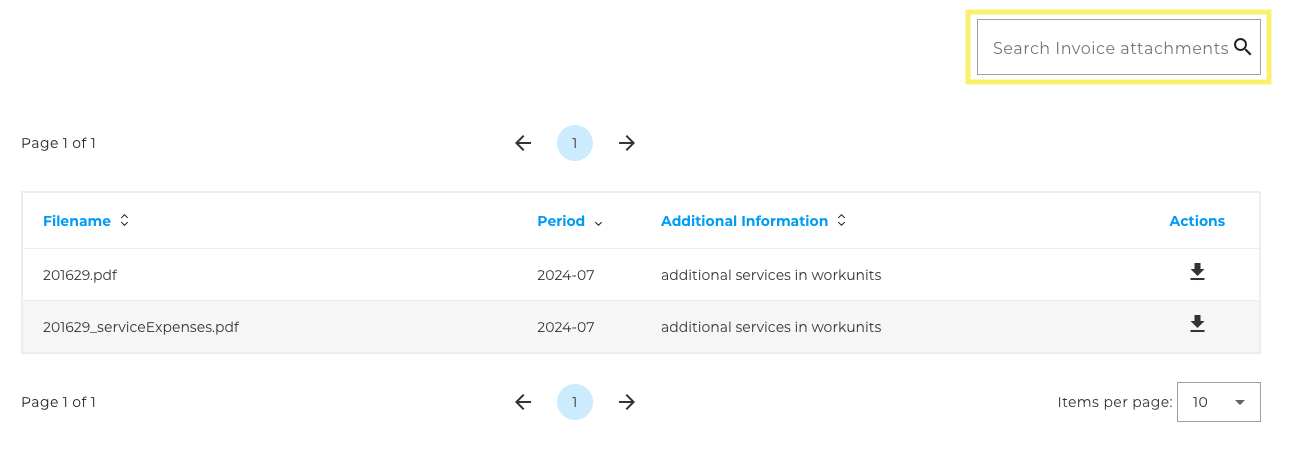 Search Invoice attachments
Page 1 of 1
1
Filename Period Additional Information Actions
201629.pdf 2024-07 additional services in workunits
201629_serviceExpenses.pdf 2024-07 additional services in workunits
Page 1 of 1 1 Items per page: 10